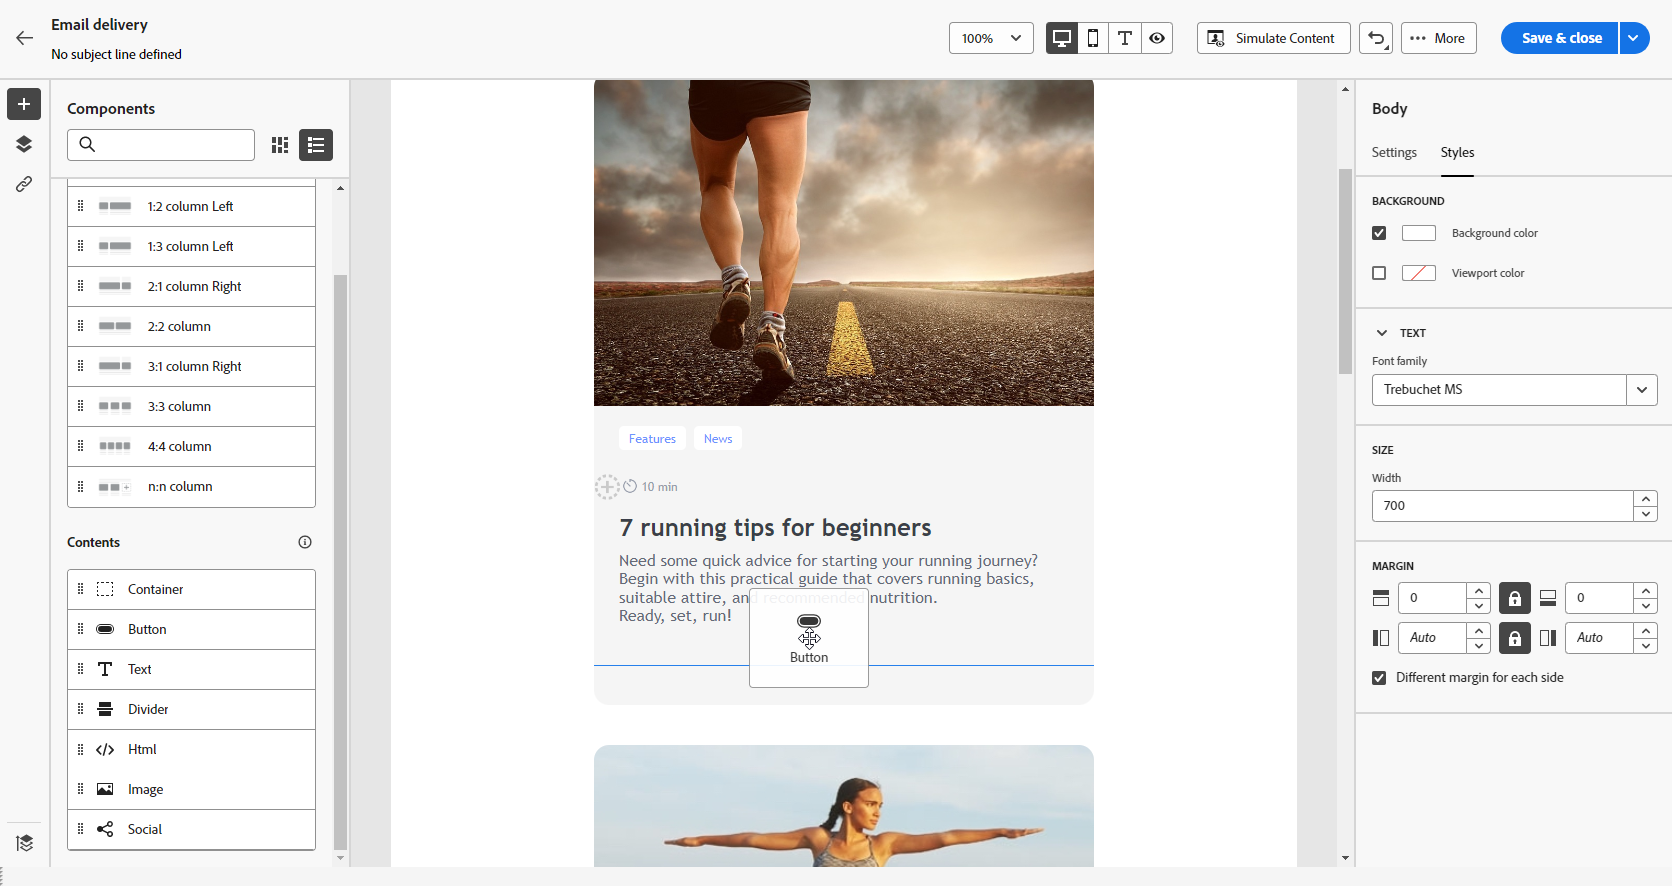 Email delivery
No subject line defined
100%
Simulate Content
More
Save & close
Components
1:2 column Left
1:3 column Left
2:1 column Right
2:2 column
3:1 column Right
3:3 column
4:4 column
n:n column
Contents
Container
Button
Text
Divider
Html
Image
Social
Features
News
10 min
7 running tips for beginners
Need some quick advice for starting your running journey?
Begin with this practical guide that covers running basics,
suitable attire, and recommended nutrition.
Ready, set, run!
Button
Body
Settings
Styles
BACKGROUND
Background color
Viewport color
TEXT
Font family
Trebuchet MS
SIZE
Width
700
MARGIN
0
0
Auto
Auto
Different margin for each side